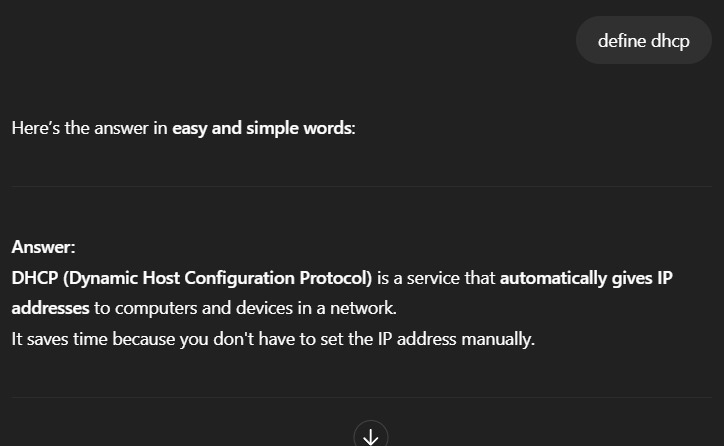 define dhcp
Here’s the answer in easy and simple words:
Answer:
DHCP (Dynamic Host Configuration Protocol) is a service that automatically gives IP
addresses to computers and devices in a network.
It saves time because you don't have to set the IP address manually.